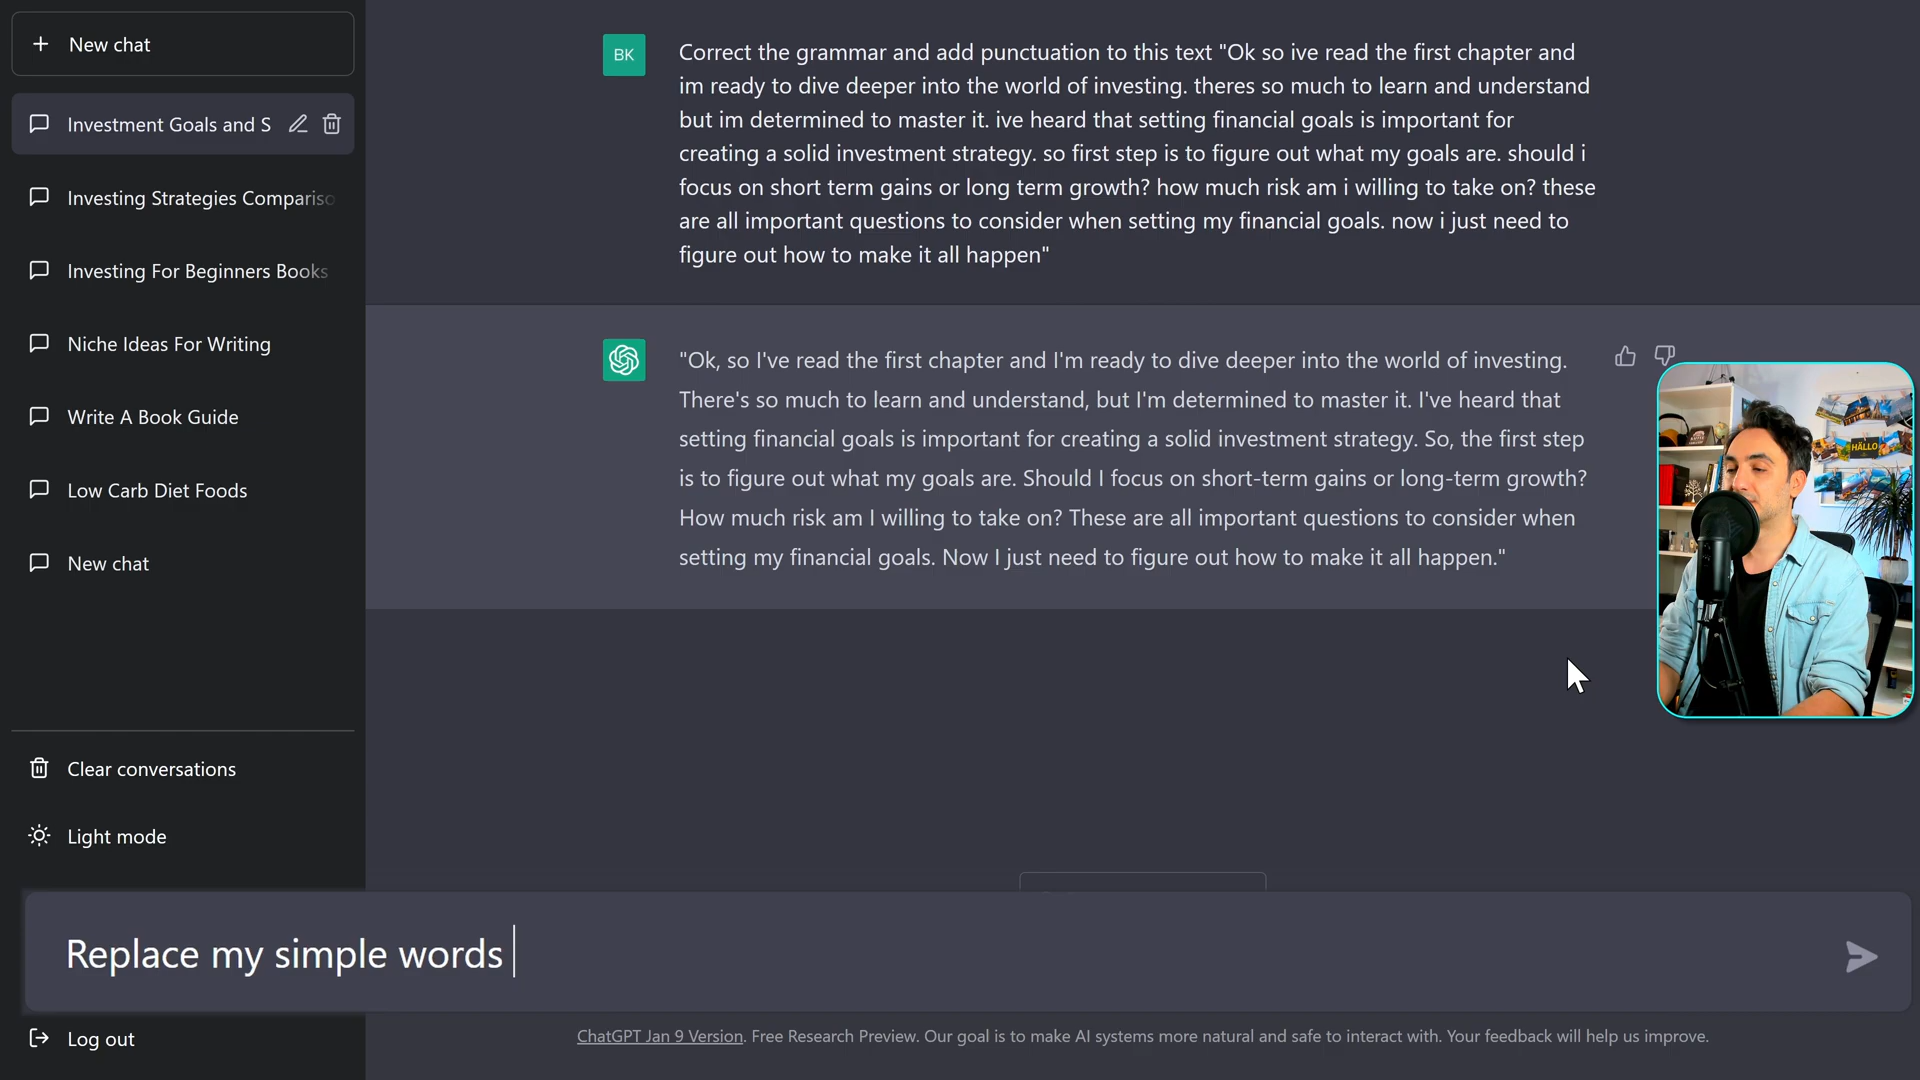 New chat
Investment Goals and S
Investing Strategies Compariso
Investing For Beginners Books
Niche Ideas For Writing
Write A Book Guide
Low Carb Diet Foods
New chat
Clear conversations
Light mode
Log out
BK
Correct the grammar and add punctuation to this text "Ok so ive read the first chapter and
im ready to dive deeper into the world of investing. theres so much to learn and understand
but im determined to master it. ive heard that setting financial goals is important for
creating a solid investment strategy. so first step is to figure out what my goals are. should i
focus on short term gains or long term growth? how much risk am i willing to take on? these
are all important questions to consider when setting my financial goals. now i just need to
figure out how to make it all happen"
"Ok, so I've read the first chapter and I'm ready to dive deeper into the world of investing.
There's so much to learn and understand, but I'm determined to master it. I've heard that
setting financial goals is important for creating a solid investment strategy. So, the first step
is to figure out what my goals are. Should I focus on short-term gains or long-term growth?
How much risk am I willing to take on? These are all important questions to consider when
setting my financial goals. Now I just need to figure out how to make it all happen."
HÄLLO
Replace my simple words
ChatGPT Jan 9 Version. Free Research Preview. Our goal is to make AI systems more natural and safe to interact with. Your feedback will help us improve.